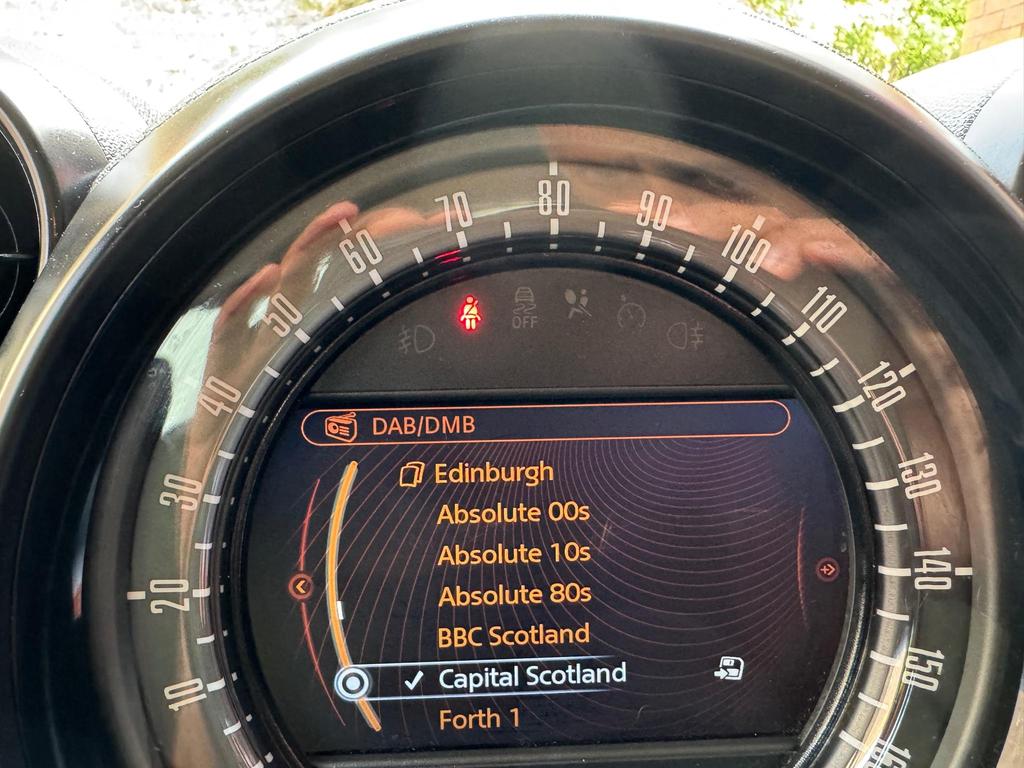 10
20
30
40
50
60
70
80
90
100
110
120
130
140
150
OFF
DAB/DMB
Edinburgh
Absolute 00s
Absolute 10s
Absolute 80s
BBC Scotland
Capital Scotland
Forth 1